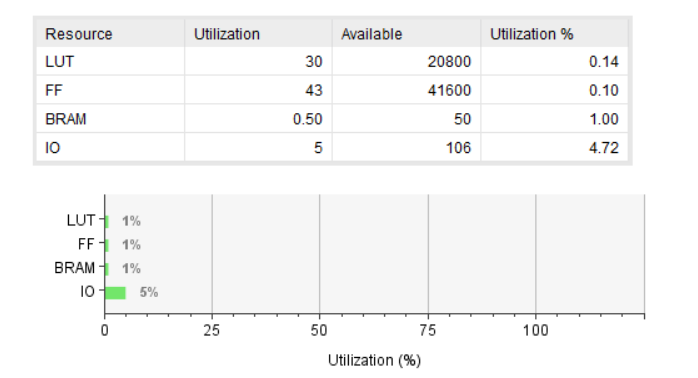 Resource Utilization Available Utilization %
LUT 30 20800 0.14
FF 43 41600 0.10
BRAM 0.50 50 1.00
IO 5 106 4.72
LUT 1%
FF 1%
BRAM 1%
IO 5%
0 25 50 75 100
Utilization (%)